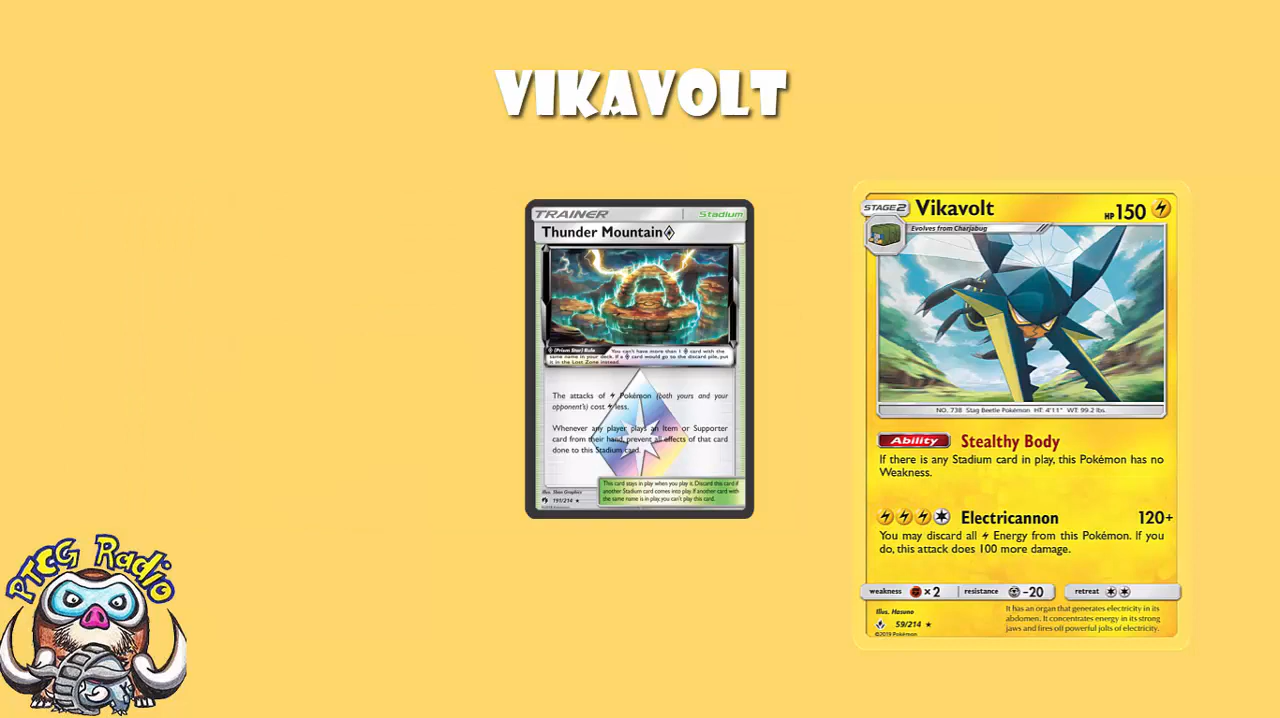 VIKAVOLT
TRAINER
Stadium
Thunder Mountain
(Prism Star) Rule
You can't have more than 1 card with the
same name in your deck. If a card would go to the discard pile, put
it in the Lost Zone instead.
The attacks of Pokémon (both yours and your
opponent's) cost less.
Whenever any player plays an Item or Supporter
card from their hand, prevent all effects of that card
done to this Stadium card.
This card stays in play when you play it. Discard this card if
another Stadium card comes into play. If another card with
the same name is in play, you can't play this card.
191/214
STAGE 2
Vikavolt
HP 150
Evolves from Charjabug
NO. 738 Stag Beetle Pokémon HT: 4'11" WT: 99.2 lbs.
Ability Stealthy Body
If there is any Stadium card in play, this Pokémon has no
Weakness.
Electricannon 120+
You may discard all Energy from this Pokémon. If you
do, this attack does 100 more damage.
weakness ×2 resistance -20 retreat
Illus. Hasuno
59/214
©2019 Pokémon
It has an organ that generates electricity in its
abdomen. It concentrates energy in its strong
jaws and fires off powerful jolts of electricity.
PTCG Radio